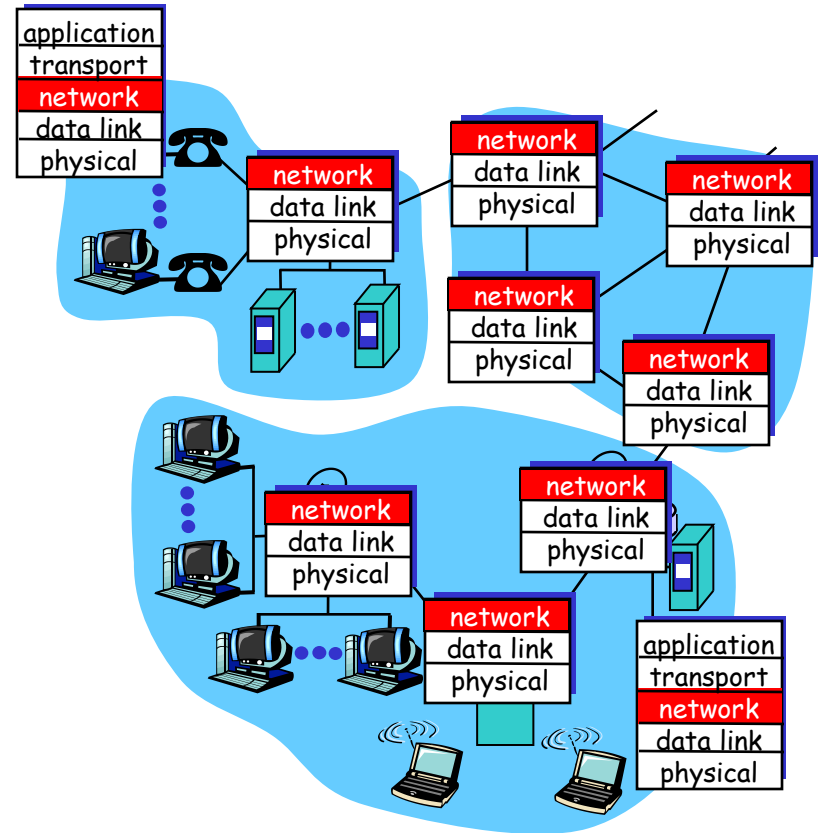 application
transport
network
data link
physical
network
data link
physical
network
data link
physical
network
data link
physical
network
data link
physical
network
data link
physical
network
data link
physical
network
data link
physical
network
data link
physical
application
transport
network
data link
physical